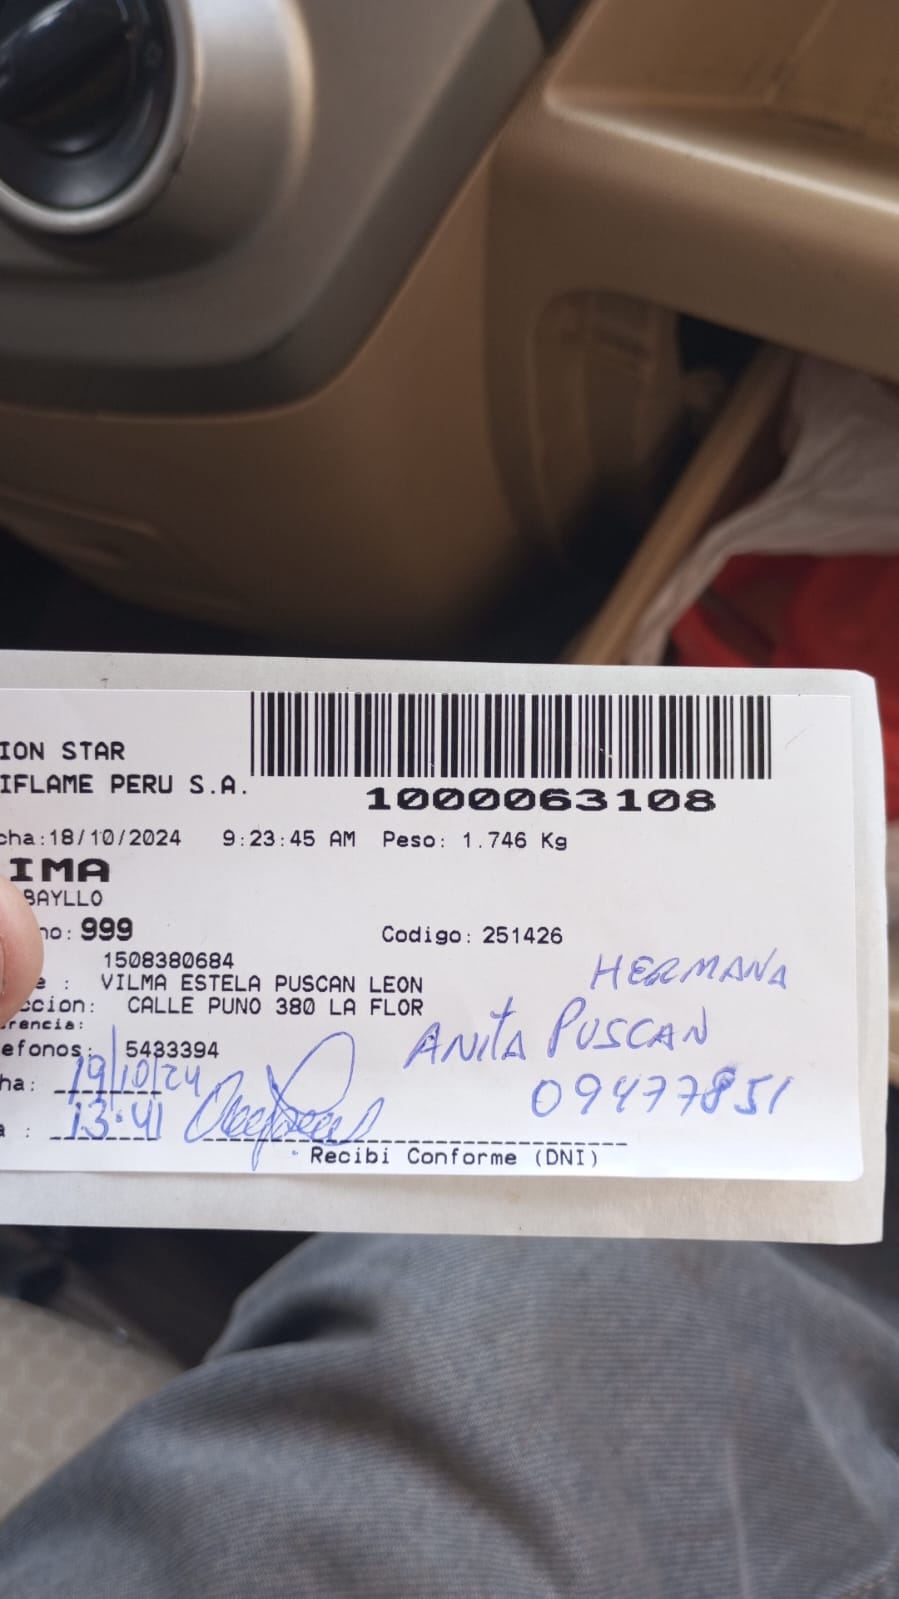 ION STAR
IFLAME PERU S.A.
1000063108
cha:18/10/2024 9:23:45 AM Peso: 1.746 Kg
IMA
BAYLLO
no: 999 Codigo: 251426
1508380684
HERMANA
e : VILMA ESTELA PUSCAN LEON
ccion: CALLE PUNO 380 LA FLOR
rencia:
ANITA PUSCAN
efonos: 5433394
ha: 19/10/24
09477851
a : 13:41
Recibi Conforme (DNI)